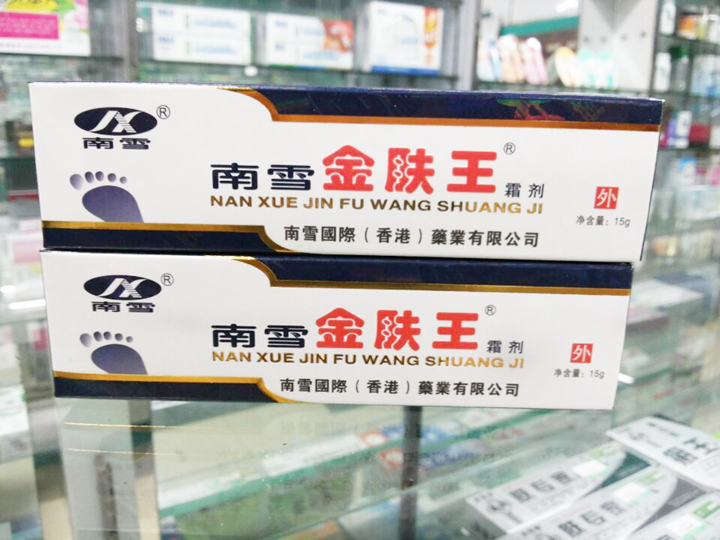 NX®
南雪
南雪金肤王®霜剂
NAN XUE JIN FU WANG SHUANG JI
南雪國際(香港)藥業有限公司
外
净含量:15g
NX®
南雪
南雪金肤王®霜剂
NAN XUE JIN FU WANG SHUANG JI
南雪國際(香港)藥業有限公司
外
净含量:15g